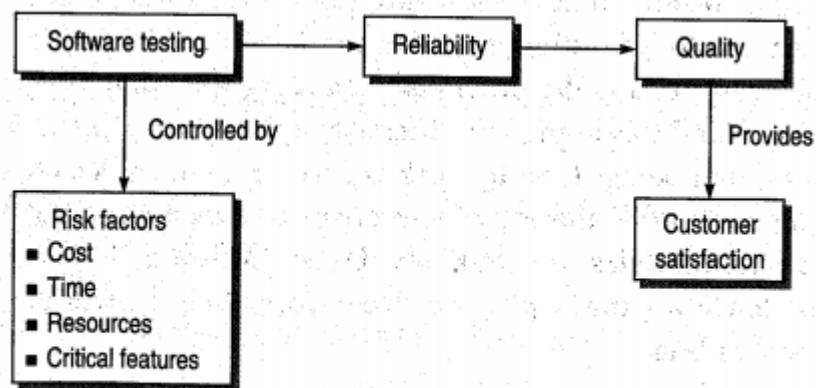 Software testing
Reliability
Quality
Controlled by
Provides
Risk factors
■ Cost
■ Time
■ Resources
■ Critical features
Customer
satisfaction